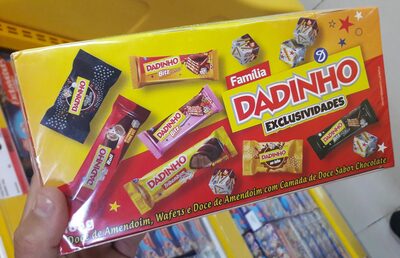 Família
DADINHO
EXCLUSIVIDADES
D
DADINHO
DADINHO
Bitz
DADINHO
DADINHO
Bitz
DADINHO
DADINHO
DADINHO
Doce de Amendoim, Wafers e Doce de Amendoim com Camada de Doce Sabor Chocolate